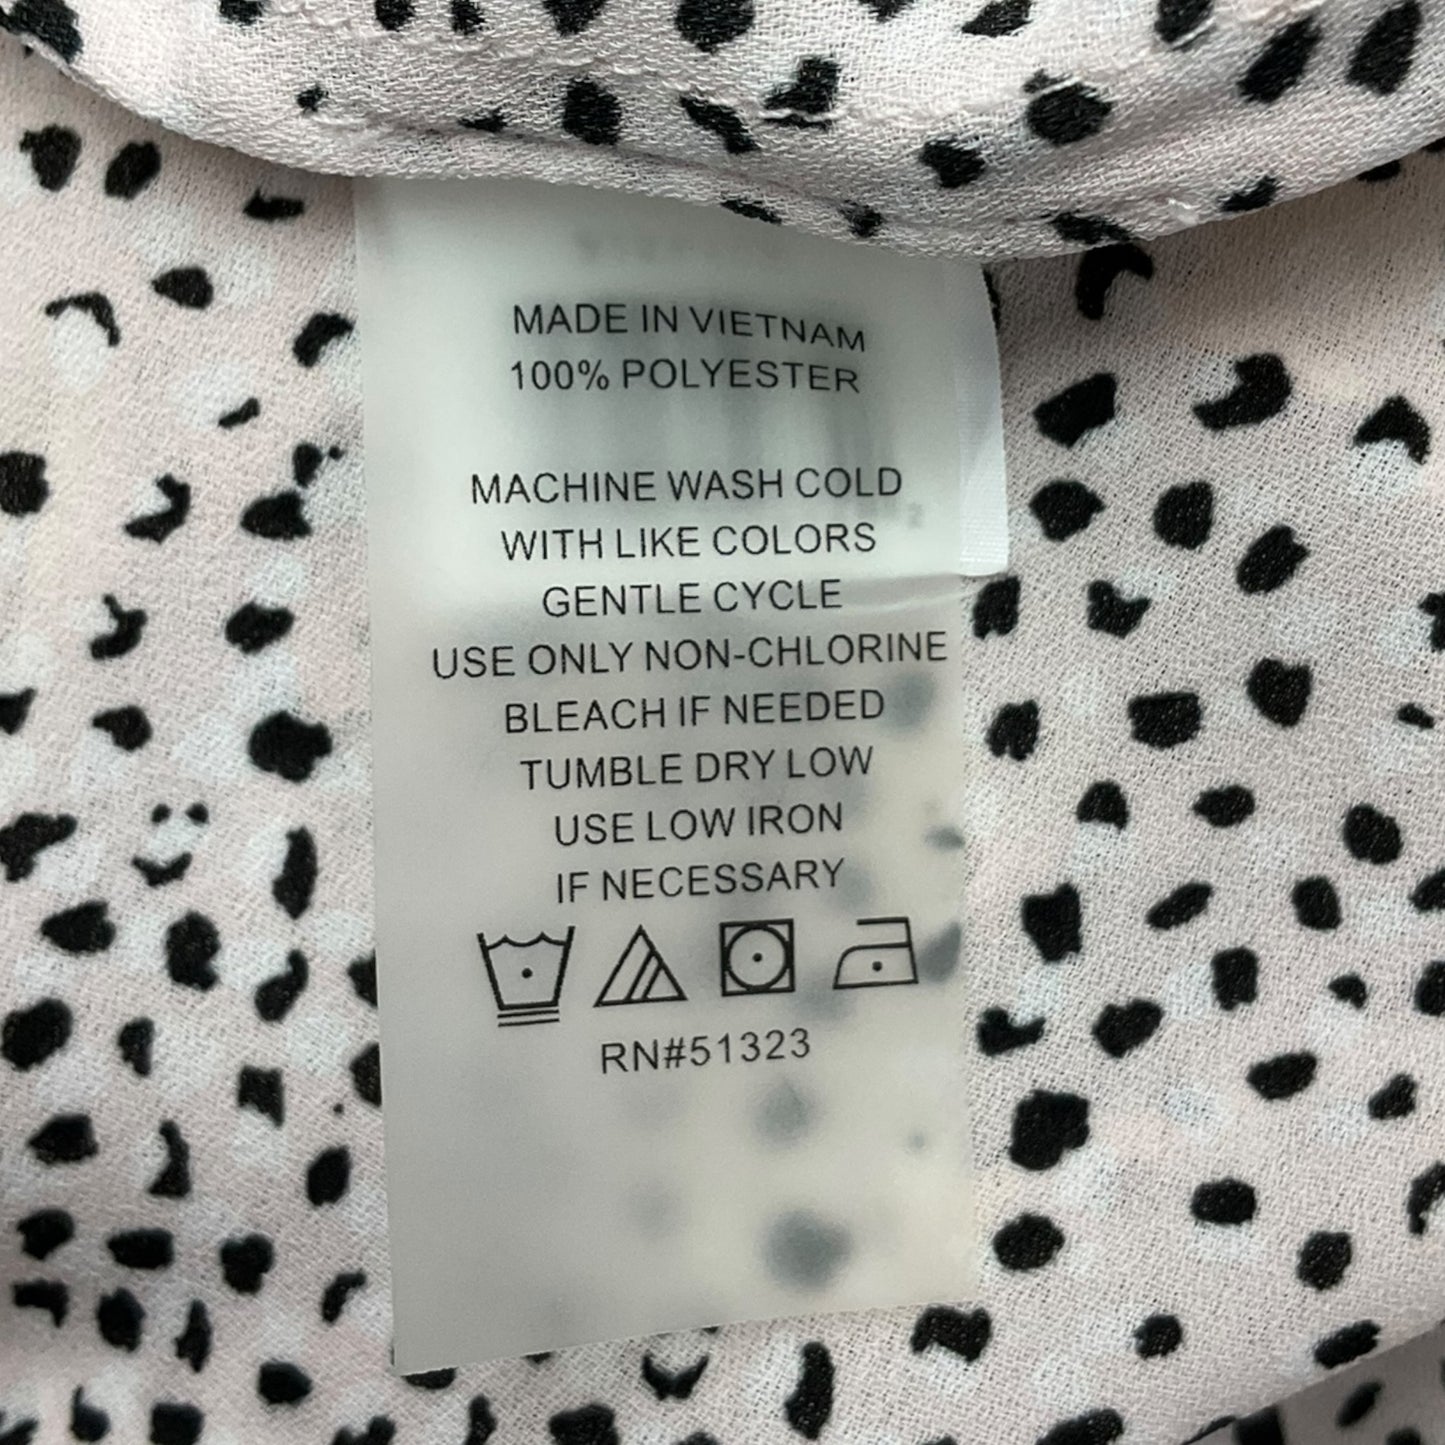 MADE IN VIETNAM
100% POLYESTER
MACHINE WASH COLD
WITH LIKE COLORS
GENTLE CYCLE
USE ONLY NON-CHLORINE
BLEACH IF NEEDED
TUMBLE DRY LOW
USE LOW IRON
IF NECESSARY
RN#51323